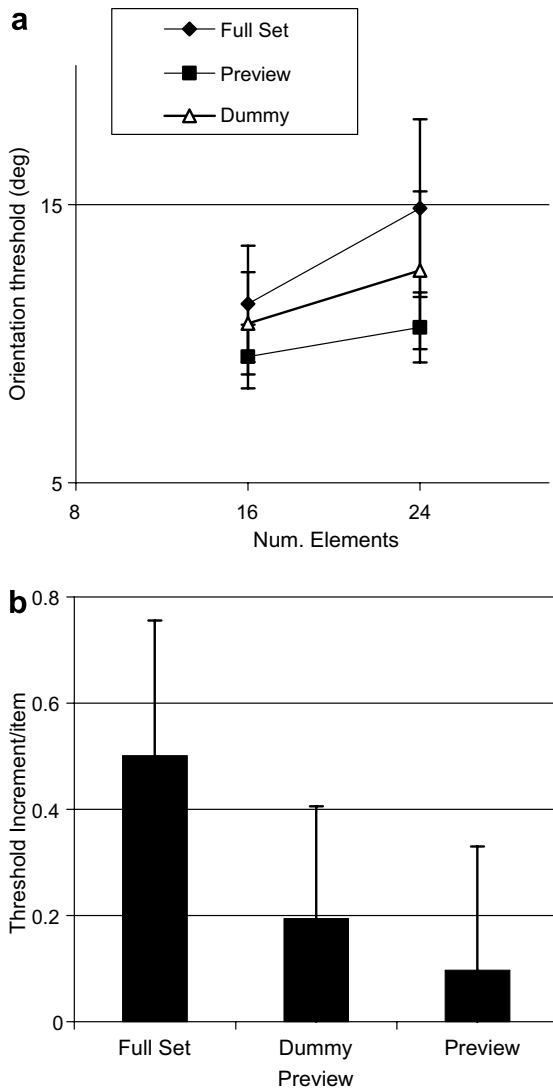 a
Full Set
Preview
Dummy
Orientation threshold (deg)
15
5
8 16 24
Num. Elements
b
0.8
0.6
0.4
0.2
0
Threshold Increment/item
Full Set Dummy Preview
Preview